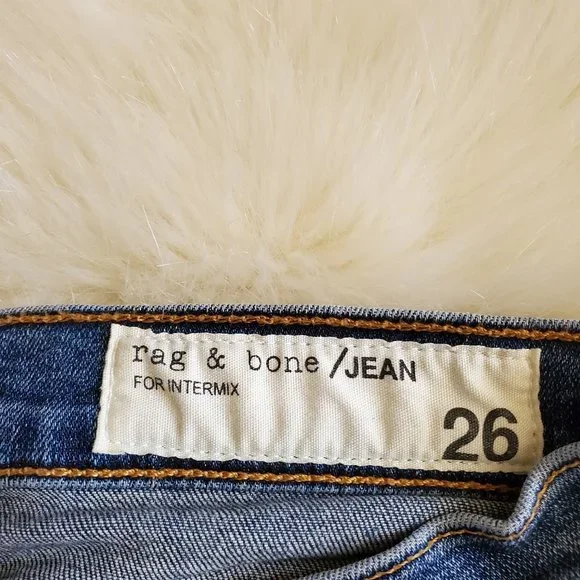 rag & bone /JEAN
FOR INTERMIX
26